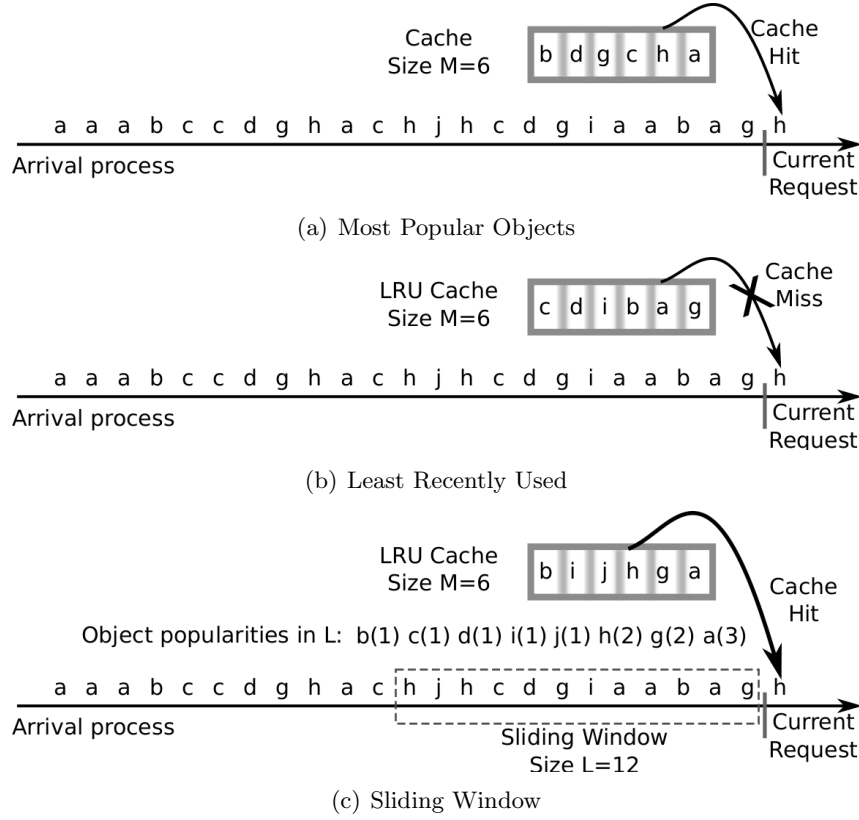 Cache
Size M=6
b d g c h a
Cache
Hit
a a a b c c d g h a c h j h c d g i a a b a g h
Arrival process
Current
Request
(a) Most Popular Objects
LRU Cache
Size M=6
c d i b a g
Cache
Miss
a a a b c c d g h a c h j h c d g i a a b a g h
Arrival process
Current
Request
(b) Least Recently Used
LRU Cache
Size M=6
b i j h g a
Cache
Hit
Object popularities in L: b(1) c(1) d(1) i(1) j(1) h(2) g(2) a(3)
a a a b c c d g h a c h j h c d g i a a b a g h
Arrival process
Sliding Window
Size L=12
Current
Request
(c) Sliding Window